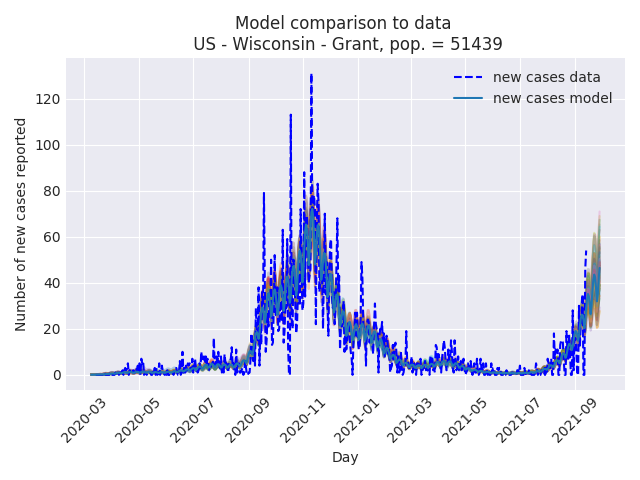 Model comparison to data
US - Wisconsin - Grant, pop. = 51439
new cases data
new cases model
Number of new cases reported
120
100
80
60
40
20
0
2020-03
2020-05
2020-07
2020-09
2020-11
2021-01
2021-03
2021-05
2021-07
2021-09
Day